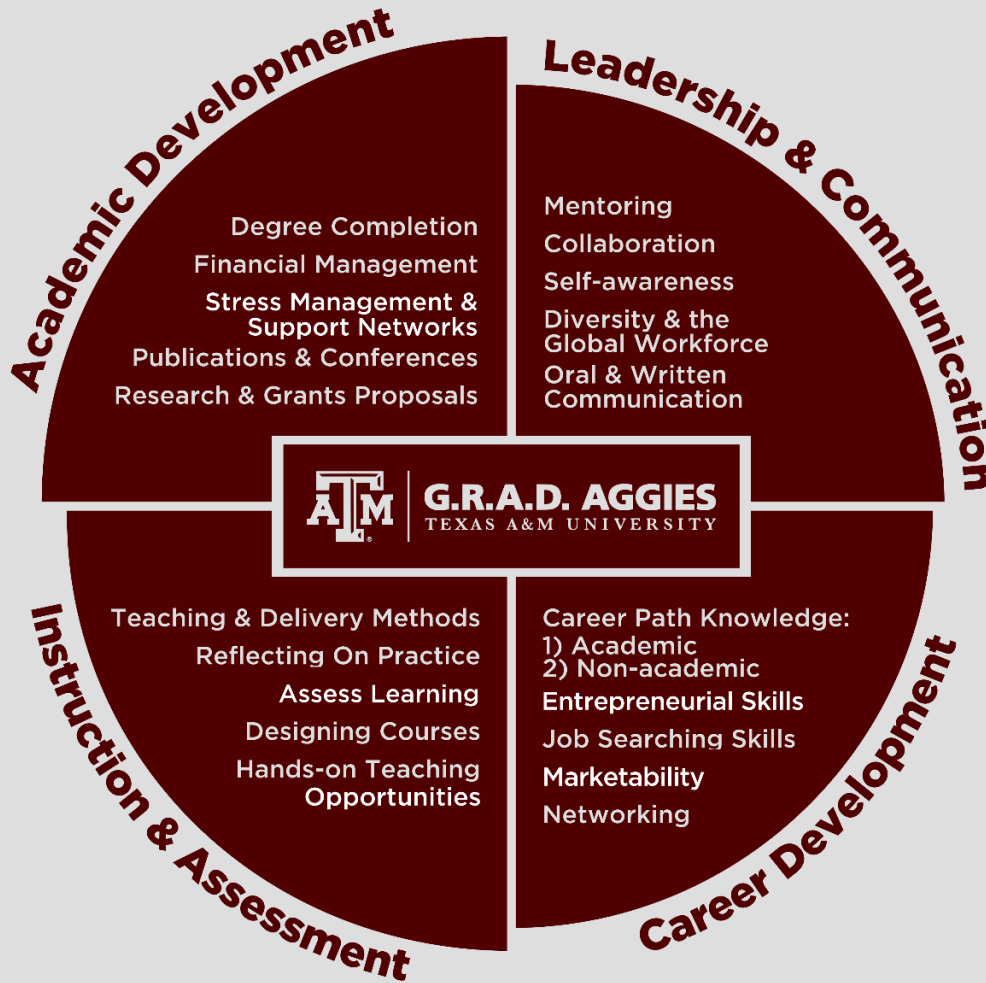 Academic Development
Degree Completion
Financial Management
Stress Management &
Support Networks
Publications & Conferences
Research & Grants Proposals
Leadership & Communication
Mentoring
Collaboration
Self-awareness
Diversity & the
Global Workforce
Oral & Written
Communication
ATM ® G.R.A.D. AGGIES
TEXAS A&M UNIVERSITY
Teaching & Delivery Methods
Reflecting On Practice
Assess Learning
Designing Courses
Hands-on Teaching
Opportunities
Instruction & Assessment
Career Path Knowledge:
1) Academic
2) Non-academic
Entrepreneurial Skills
Job Searching Skills
Marketability
Networking
Career Development